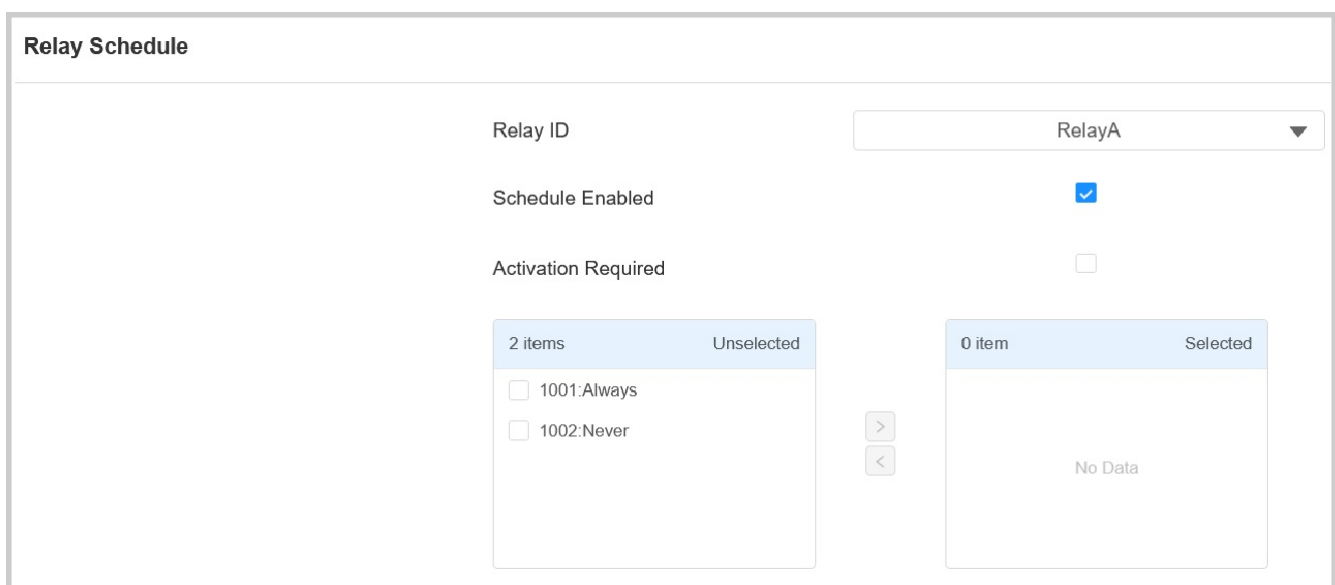 Relay Schedule
Relay ID
RelayA
Schedule Enabled
Activation Required
2 items Unselected
1001:Always
1002:Never
>
<
0 item Selected
No Data